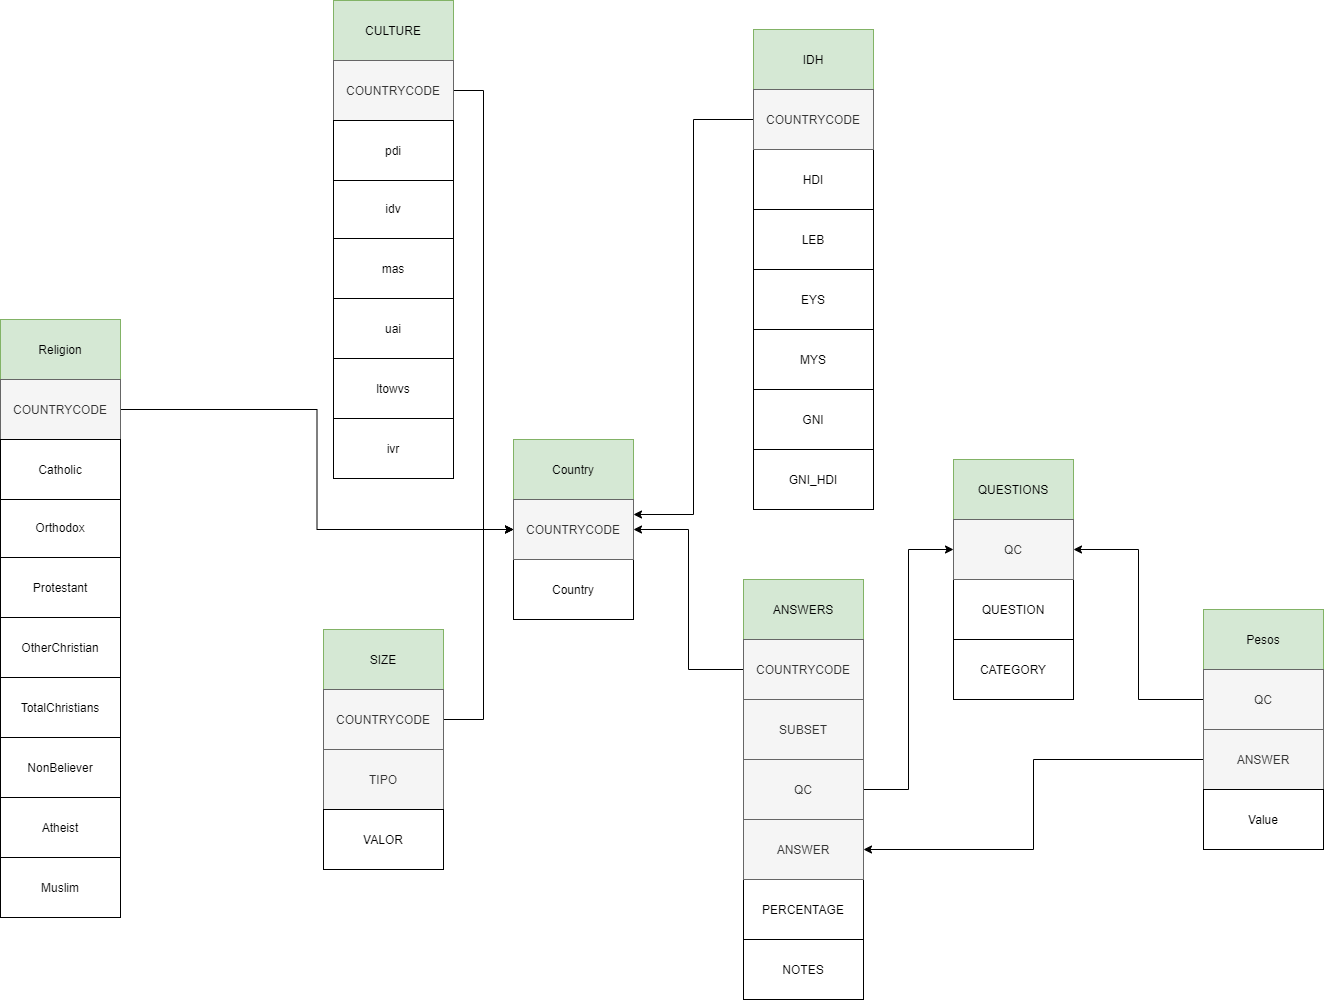 CULTURE
COUNTRYCODE
pdi
idv
mas
uai
ltowvs
ivr
IDH
COUNTRYCODE
HDI
LEB
EYS
MYS
GNI
GNI_HDI
Religion
COUNTRYCODE
Catholic
Orthodox
Protestant
OtherChristian
TotalChristians
NonBeliever
Atheist
Muslim
Country
COUNTRYCODE
Country
SIZE
COUNTRYCODE
TIPO
VALOR
QUESTIONS
QC
QUESTION
CATEGORY
ANSWERS
COUNTRYCODE
SUBSET
QC
ANSWER
PERCENTAGE
NOTES
Pesos
QC
ANSWER
Value